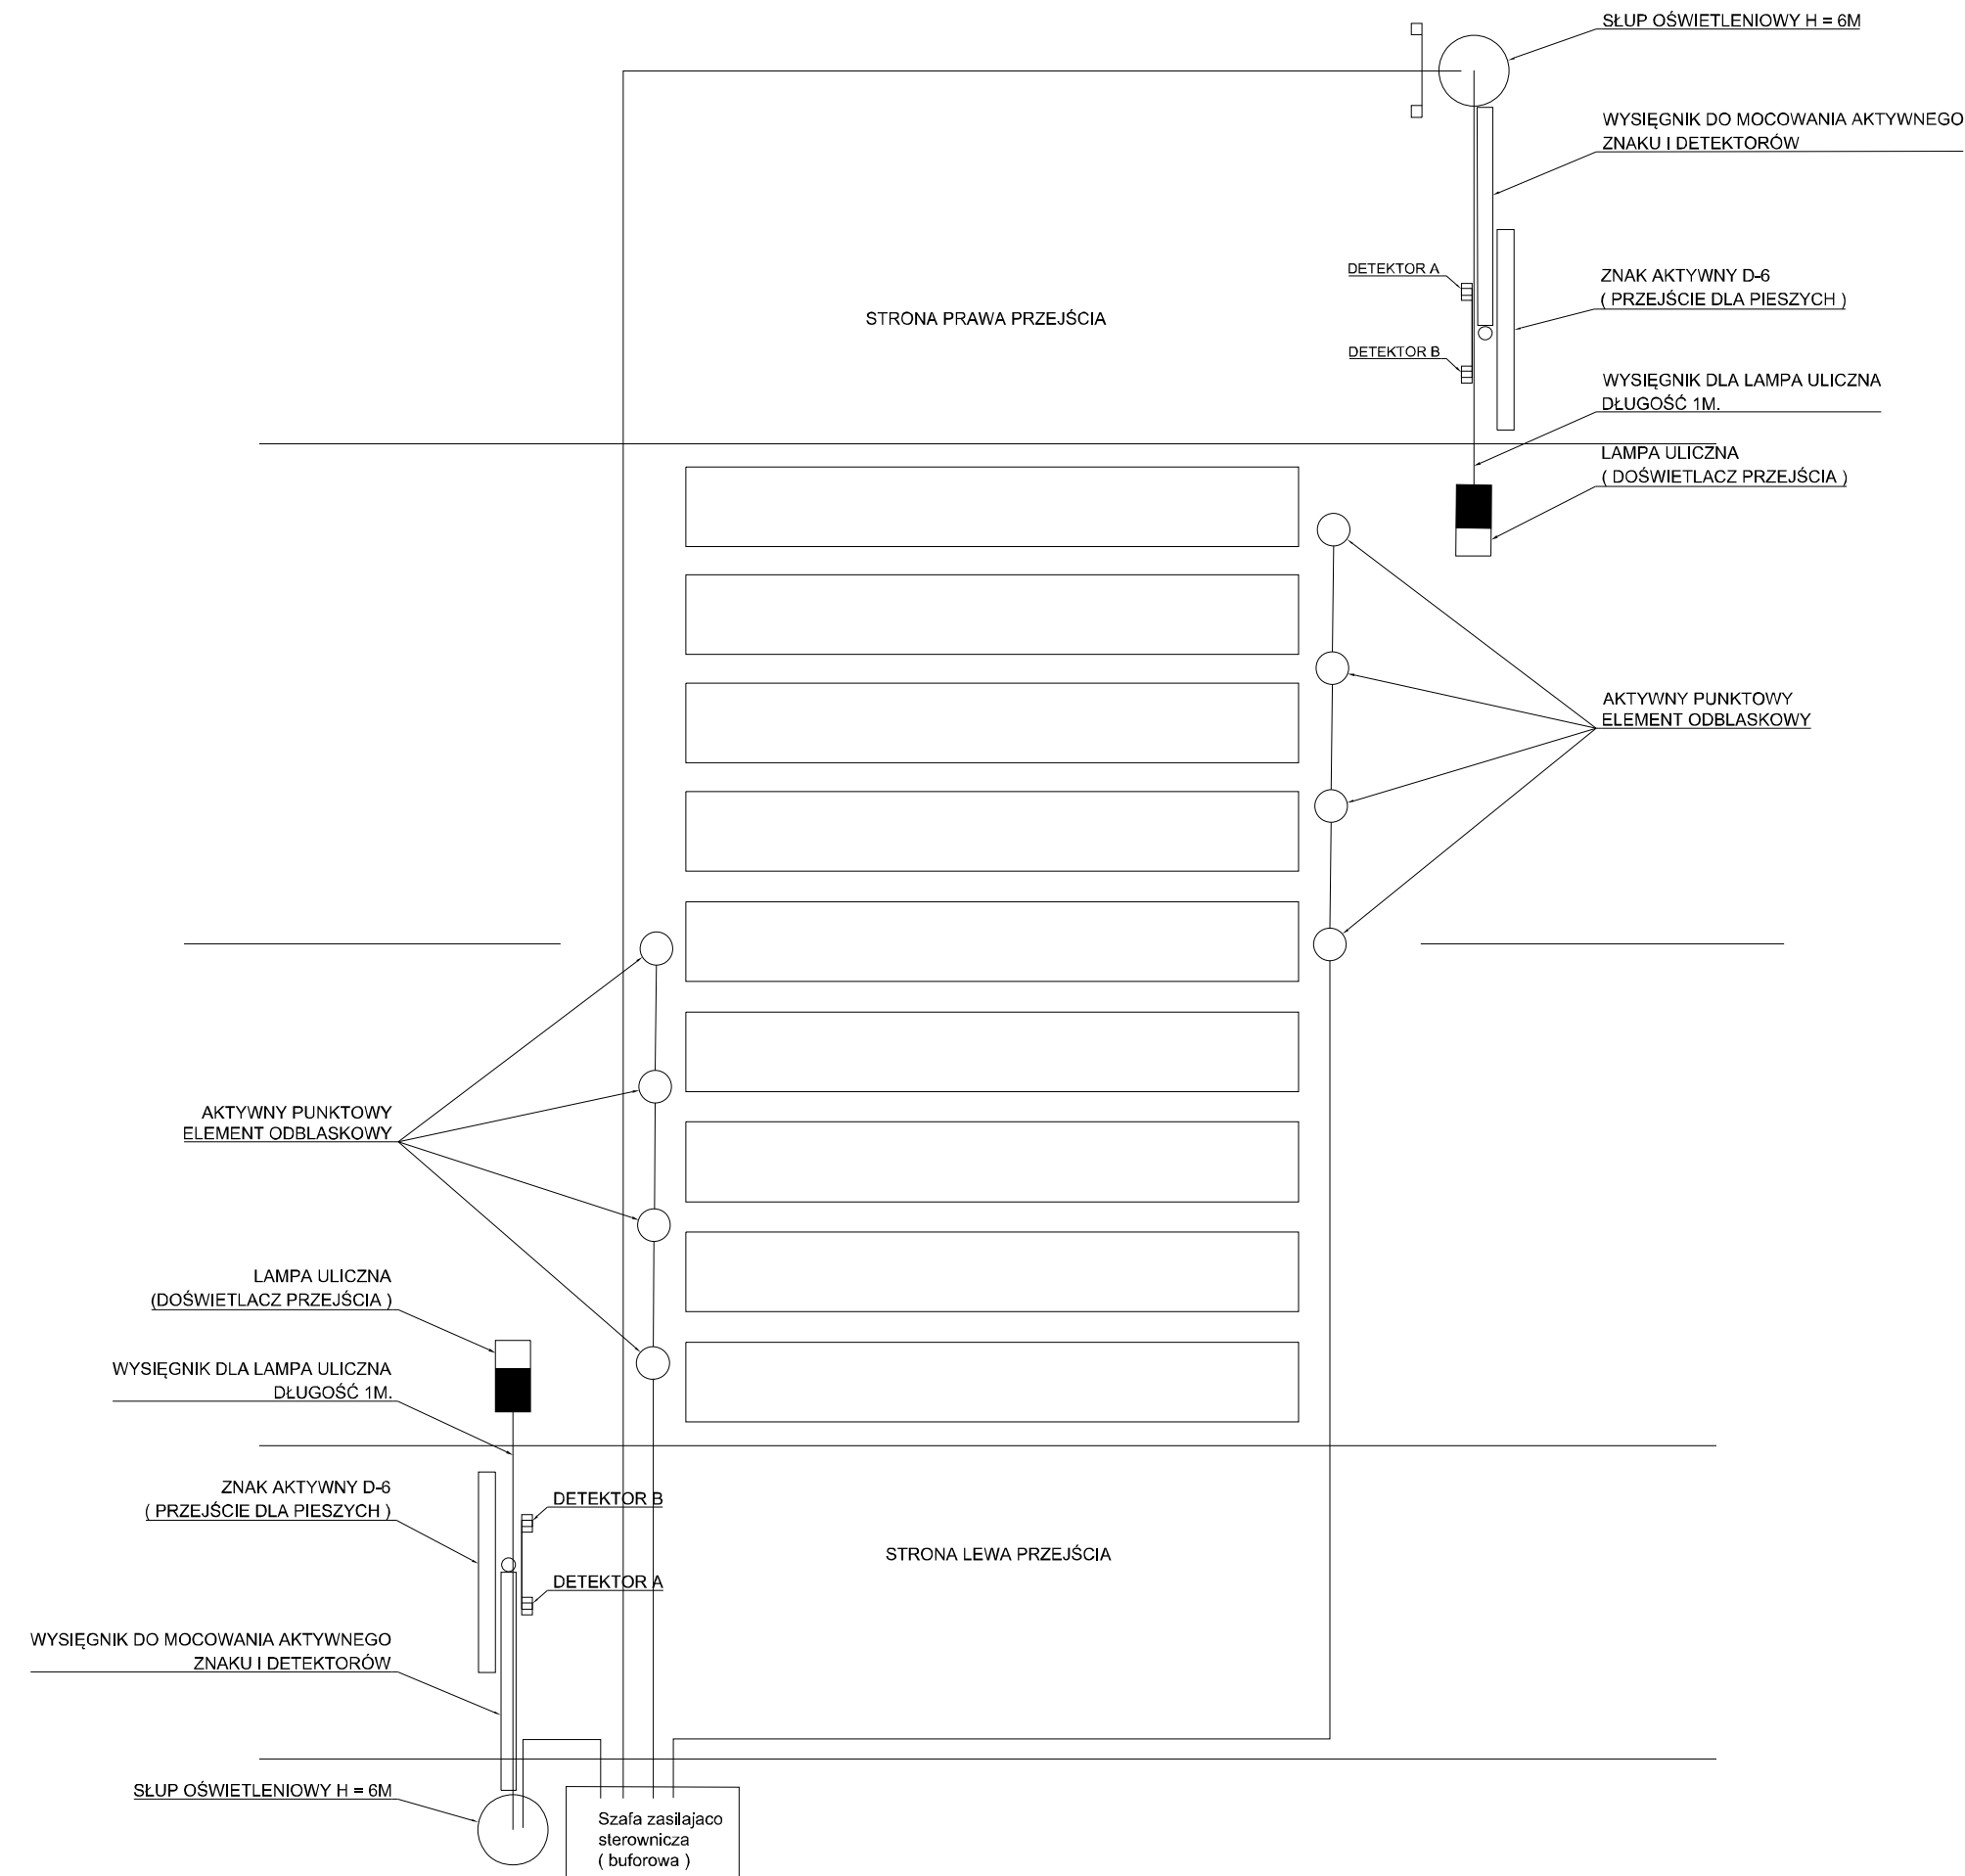 SŁUP OŚWIETLENIOWY H = 6M
WYSIĘGNIK DO MOCOWANIA AKTYWNEGO
ZNAKU I DETEKTORÓW
DETEKTOR A
ZNAK AKTYWNY D-6
( PRZEJŚCIE DLA PIESZYCH )
STRONA PRAWA PRZEJŚCIA
DETEKTOR B
WYSIĘGNIK DLA LAMPA ULICZNA
DŁUGOŚĆ 1M.
LAMPA ULICZNA
( DOŚWIETLACZ PRZEJŚCIA )
AKTYWNY PUNKTOWY
ELEMENT ODBLASKOWY
AKTYWNY PUNKTOWY
ELEMENT ODBLASKOWY
LAMPA ULICZNA
(DOŚWIETLACZ PRZEJŚCIA )
WYSIĘGNIK DLA LAMPA ULICZNA
DŁUGOŚĆ 1M.
ZNAK AKTYWNY D-6
( PRZEJŚCIE DLA PIESZYCH )
DETEKTOR B
STRONA LEWA PRZEJŚCIA
DETEKTOR A
WYSIĘGNIK DO MOCOWANIA AKTYWNEGO
ZNAKU I DETEKTORÓW
SŁUP OŚWIETLENIOWY H = 6M
Szafa zasilajaco
sterownicza
( buforowa )